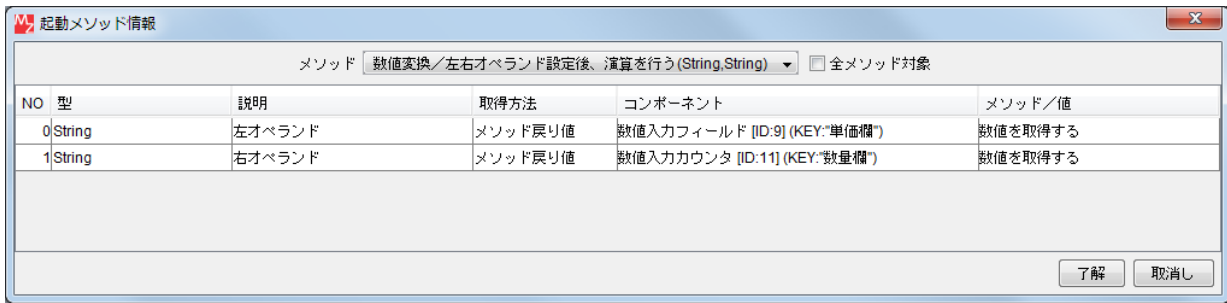 起動メソッド情報
メソッド 数値変換／左右オペランド設定後、演算を行う(String,String) 全メソッド対象
NO 型 説明 取得方法 コンポーネント メソッド／値
0 String 左オペランド メソッド戻り値 数値入力フィールド [ID:9] (KEY:"単価欄") 数値を取得する
1 String 右オペランド メソッド戻り値 数値入力カウンタ [ID:11] (KEY:"数量欄") 数値を取得する
了解 取消し